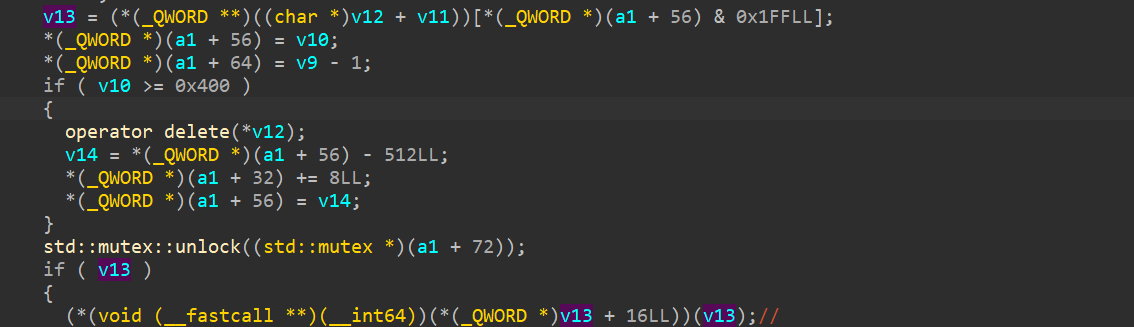 v13 = (*(_QWORD **)((char *)v12 + v11))[*(_QWORD *)(a1 + 56) & 0x1FFLL];
*(_QWORD *)(a1 + 56) = v10;
*(_QWORD *)(a1 + 64) = v9 - 1;
if ( v10 >= 0x400 )
{
operator delete(*v12);
v14 = *(_QWORD *)(a1 + 56) - 512LL;
*(_QWORD *)(a1 + 32) += 8LL;
*(_QWORD *)(a1 + 56) = v14;
}
std::mutex::unlock((std::mutex *)(a1 + 72));
if ( v13 )
{
(*(void (__fastcall **)(__int64))(*(_QWORD *)v13 + 16LL))(v13);//